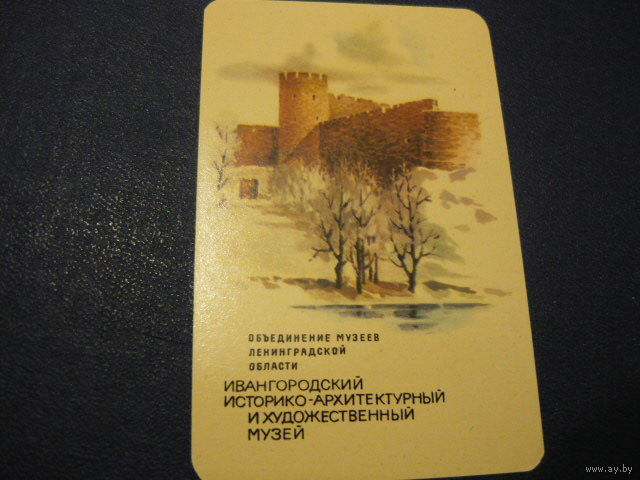 ОБЪЕДИНЕНИЕ МУЗЕЕВ
ЛЕНИНГРАДСКОЙ
ОБЛАСТИ
ИВАНГОРОДСКИЙ
ИСТОРИКО-АРХИТЕКТУРНЫЙ
И ХУДОЖЕСТВЕННЫЙ
МУЗЕЙ
www.ay.by